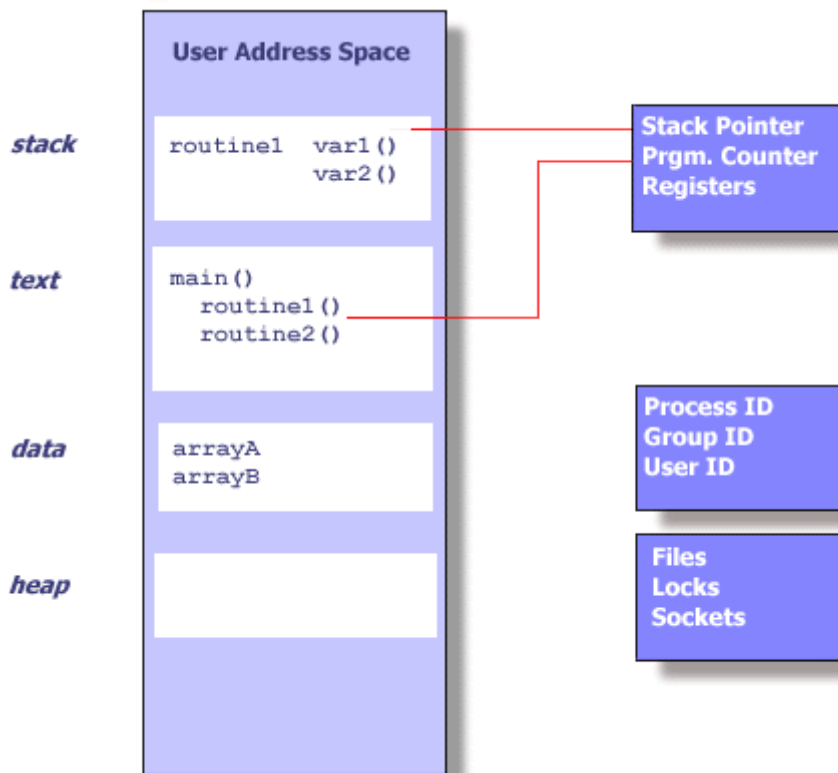 User Address Space
stack
routine1 var1()
var2()
Stack Pointer
Prgm. Counter
Registers
text
main()
routine1()
routine2()
data
arrayA
arrayB
Process ID
Group ID
User ID
heap
Files
Locks
Sockets